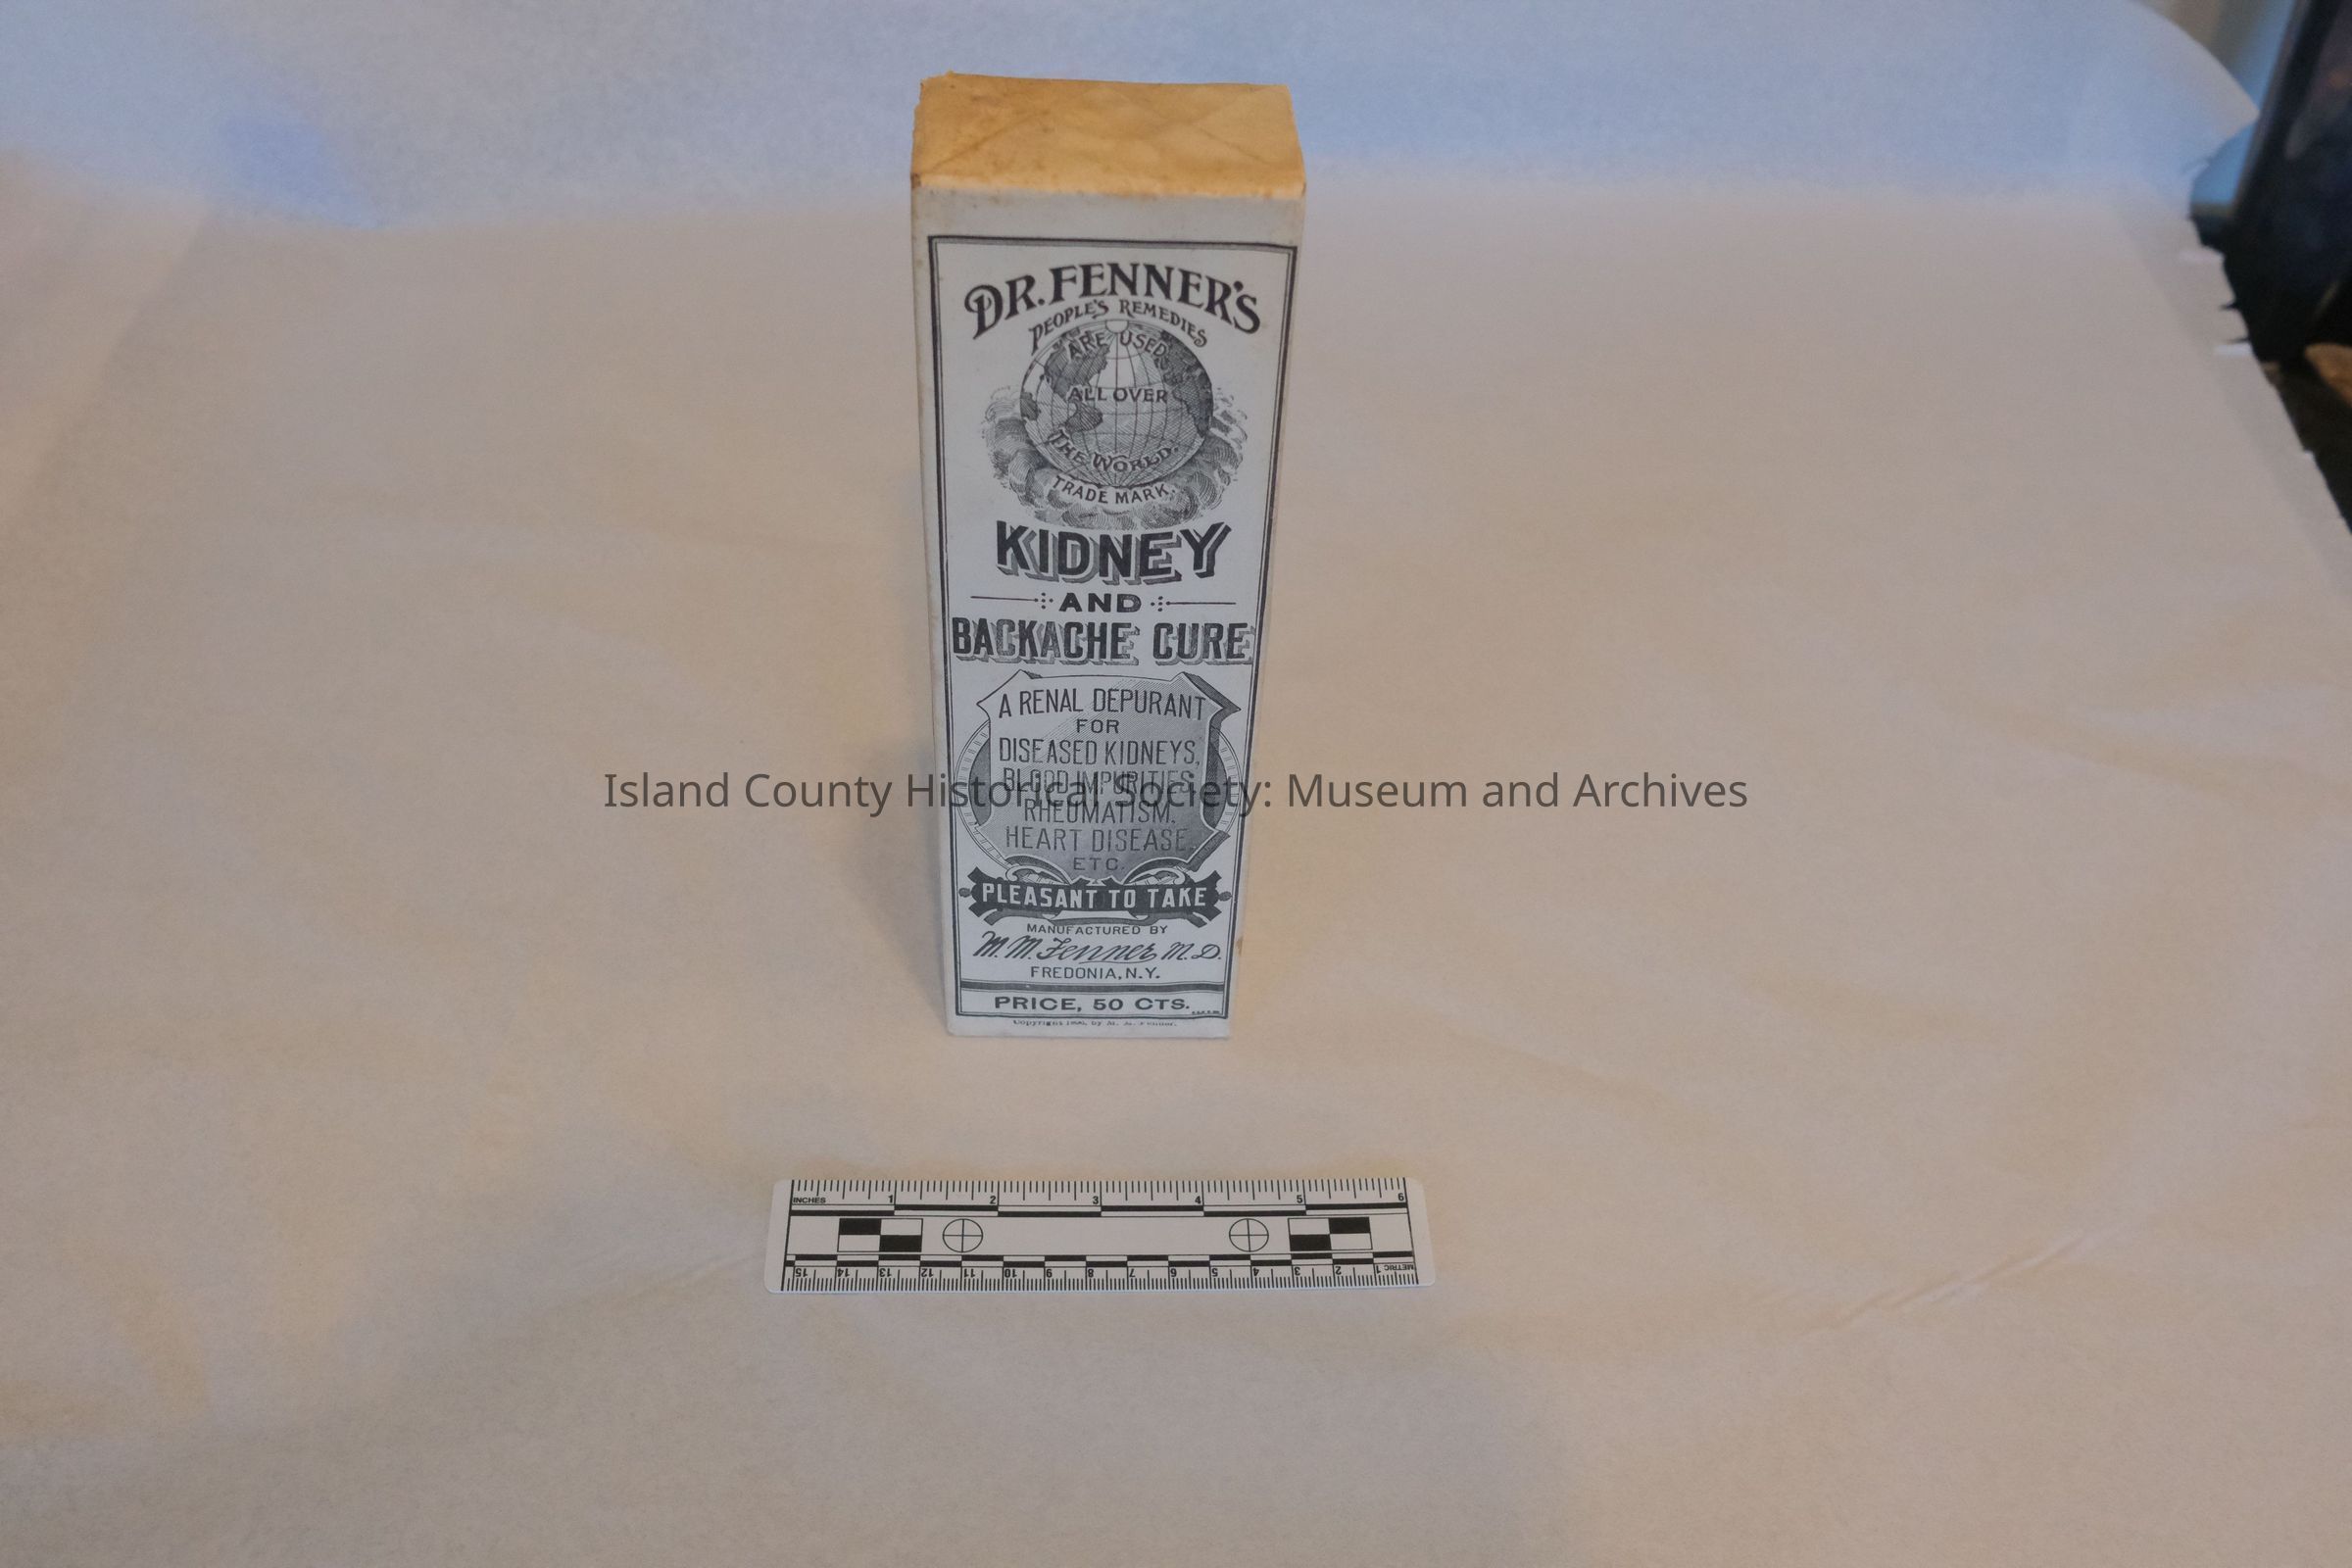 DR. FENNER'S
PEOPLE'S REMEDIES
ARE USED
ALL OVER
THE WORLD.
TRADE MARK.
KIDNEY
AND
BACKACHE CURE
A RENAL DEPURANT
FOR
DISEASED KIDNEYS,
BLOOD IMPURITIES,
Island County Historical Society: Museum and Archives
RHEUMATISM,
HEART DISEASE,
ETC.
PLEASANT TO TAKE
MANUFACTURED BY
M. M. Fenner M. D.
FREDONIA, N.Y.
PRICE, 50 CTS.
Copyright by M. M. Fenner.
INCHES 1 2 3 4 5 6
15 14 13 12 11 10 9 8 7 6 5 4 3 2 1 METRIC